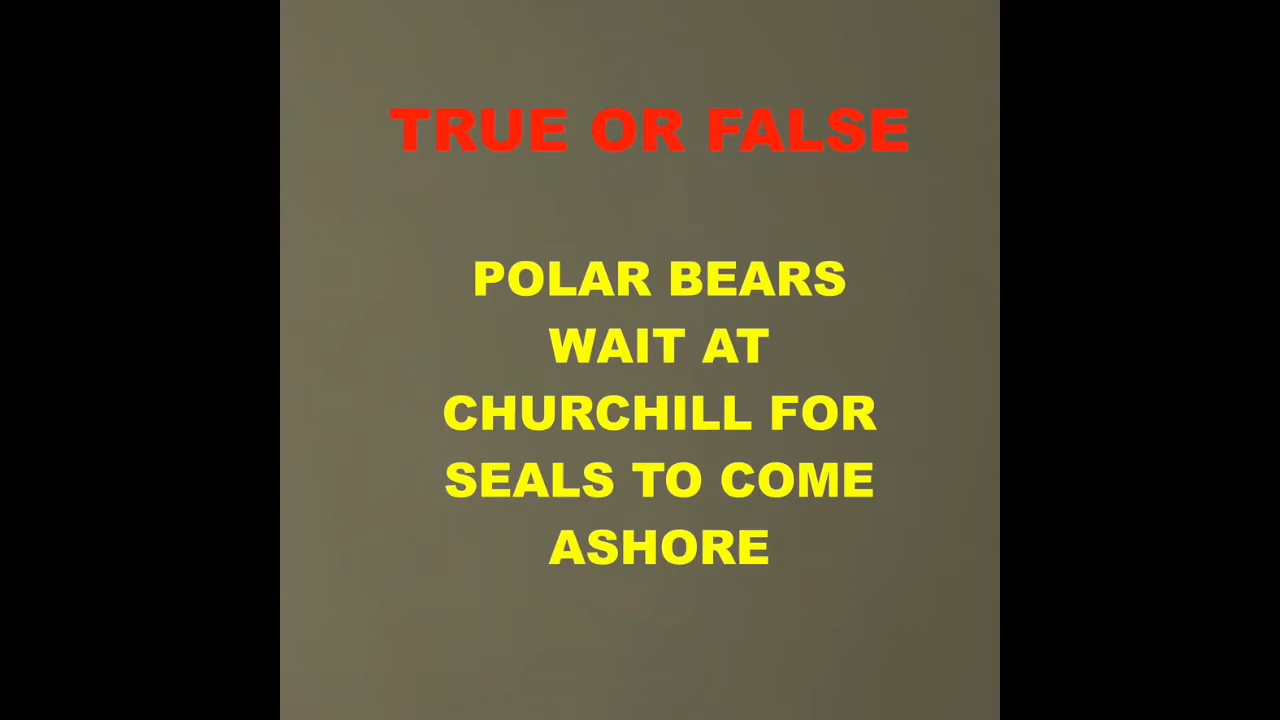 TRUE OR FALSE
POLAR BEARS
WAIT AT
CHURCHILL FOR
SEALS TO COME
ASHORE